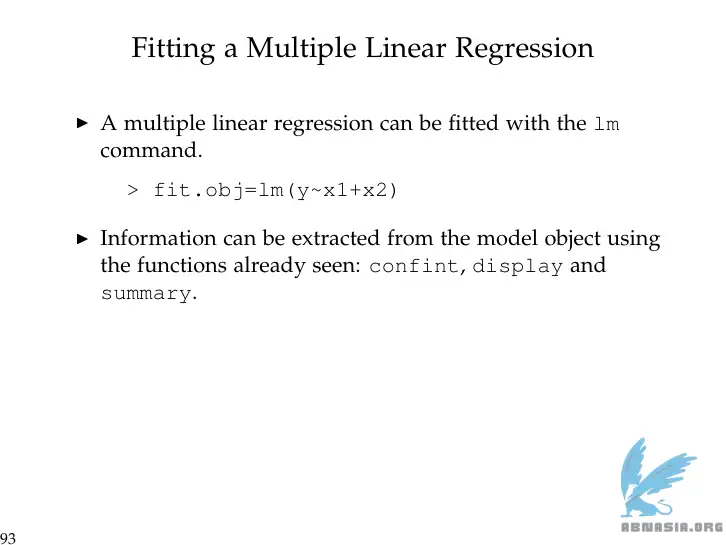 Fitting a Multiple Linear Regression
▶ A multiple linear regression can be fitted with the lm
command.
> fit.obj=lm(y~x1+x2)
▶ Information can be extracted from the model object using
the functions already seen: confint, display and
summary.
ABNASIA.ORG
93